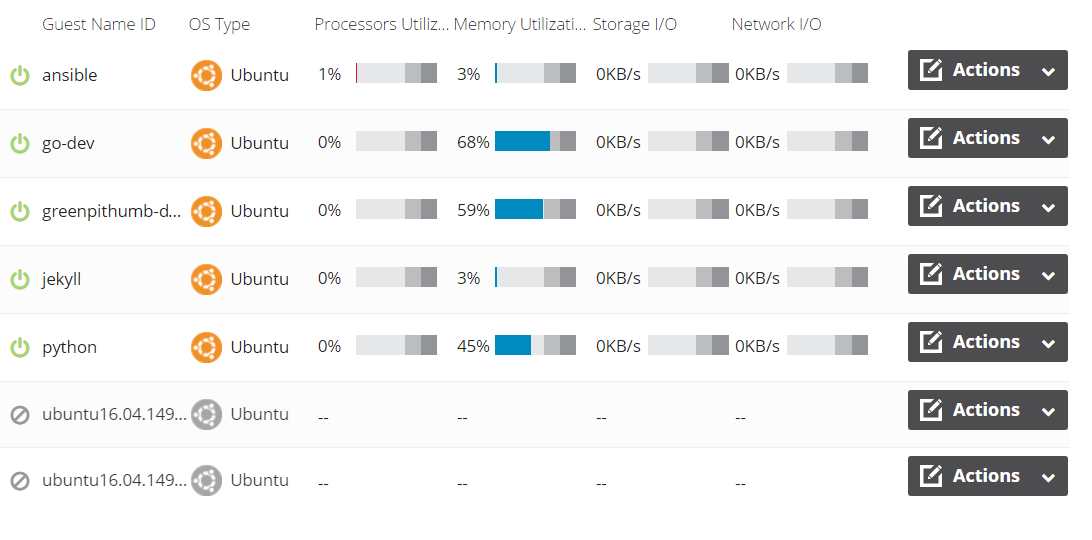 Guest Name ID OS Type Processors Utiliz... Memory Utilizati... Storage I/O Network I/O
ansible Ubuntu 1% 3% 0KB/s 0KB/s Actions
go-dev Ubuntu 0% 68% 0KB/s 0KB/s Actions
greenpithumb-d... Ubuntu 0% 59% 0KB/s 0KB/s Actions
jekyll Ubuntu 0% 3% 0KB/s 0KB/s Actions
python Ubuntu 0% 45% 0KB/s 0KB/s Actions
ubuntu16.04.149... Ubuntu -- -- -- -- Actions
ubuntu16.04.149... Ubuntu -- -- -- -- Actions